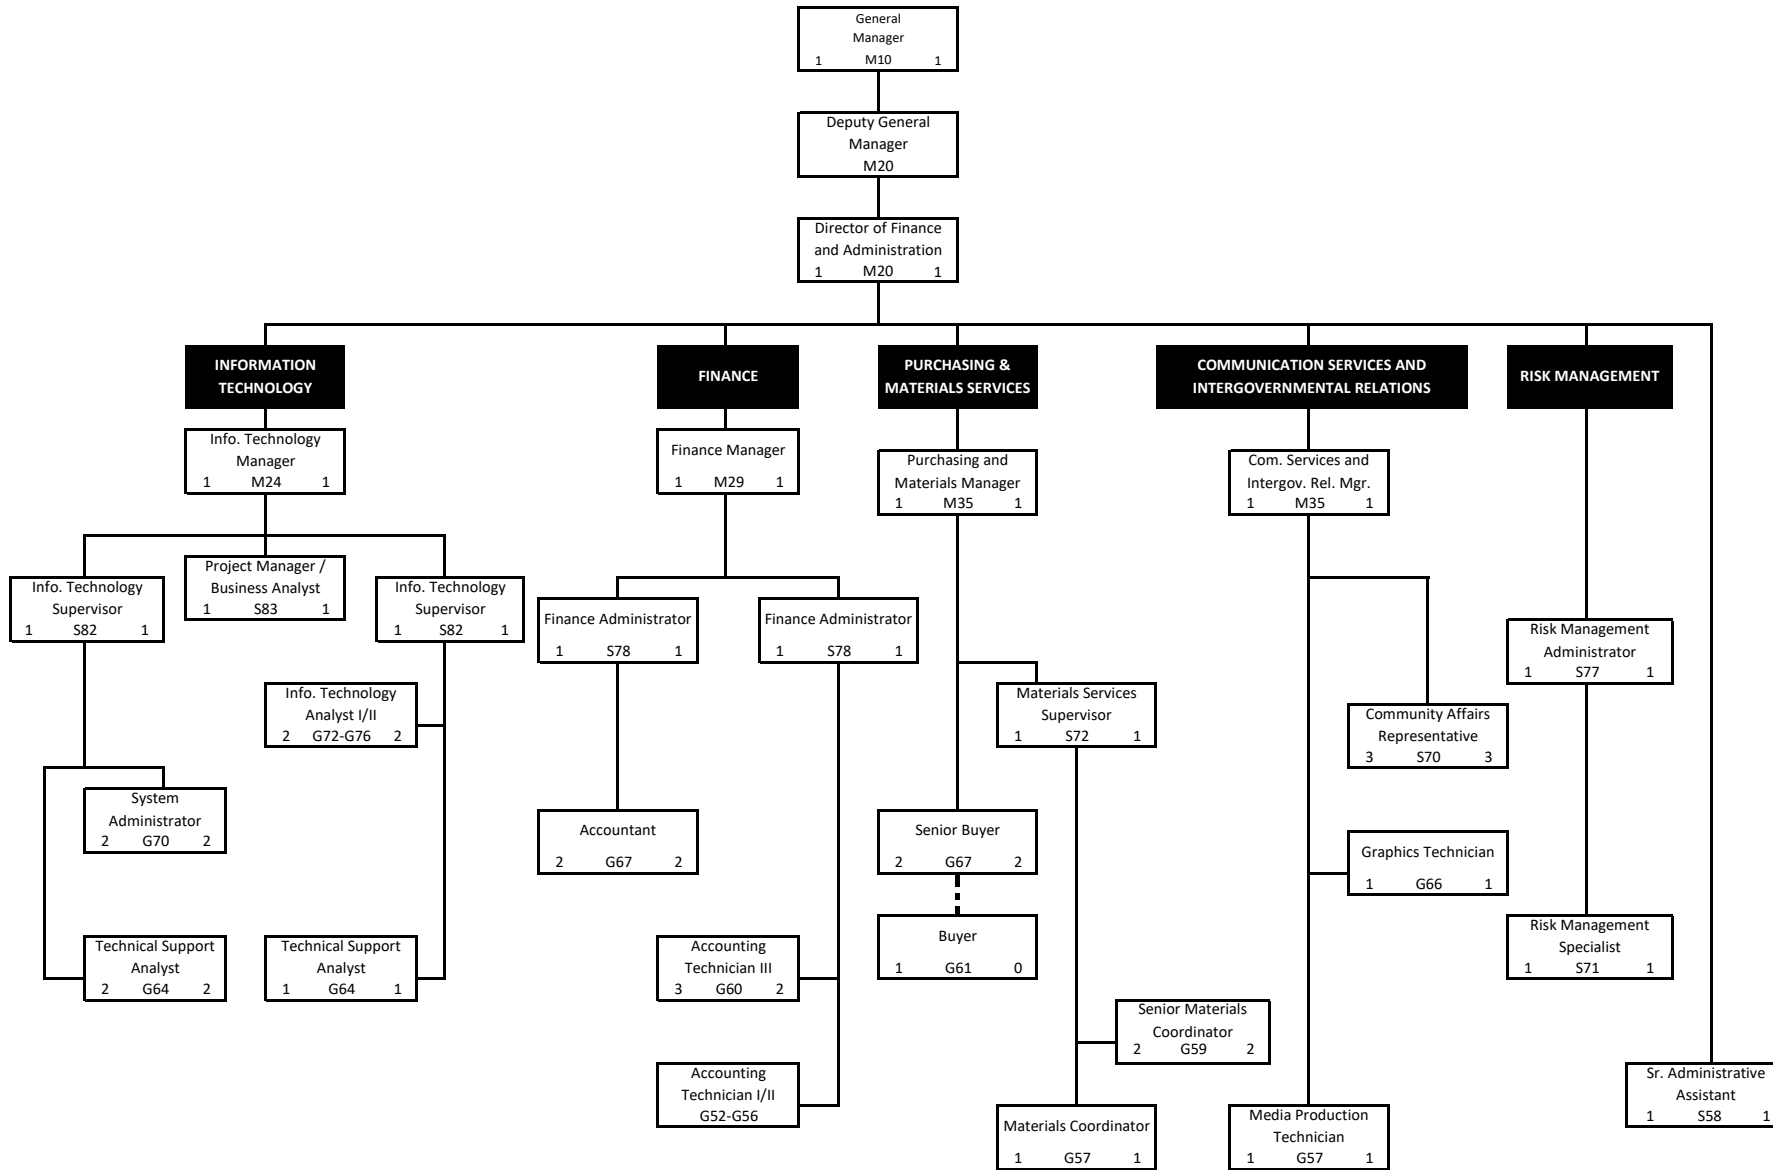 General
Manager
1 M10 1
Deputy General
Manager
M20
Director of Finance
and Administration
1 M20 1
INFORMATION
TECHNOLOGY
FINANCE
PURCHASING &
MATERIALS SERVICES
COMMUNICATION SERVICES AND
INTERGOVERNMENTAL RELATIONS
RISK MANAGEMENT
Info. Technology
Manager
1 M24 1
Finance Manager
1 M29 1
Purchasing and
Materials Manager
1 M35 1
Com. Services and
Intergov. Rel. Mgr.
1 M35 1
Info. Technology
Supervisor
1 S82 1
Project Manager /
Business Analyst
1 S83 1
Info. Technology
Supervisor
1 S82 1
Finance Administrator
1 S78 1
Finance Administrator
1 S78 1
Risk Management
Administrator
1 S77 1
Info. Technology
Analyst I/II
2 G72-G76 2
Materials Services
Supervisor
1 S72 1
Community Affairs
Representative
3 S70 3
System
Administrator
2 G70 2
Accountant
2 G67 2
Senior Buyer
2 G67 2
Graphics Technician
1 G66 1
Technical Support
Analyst
2 G64 2
Technical Support
Analyst
1 G64 1
Accounting
Technician III
3 G60 2
Buyer
1 G61 0
Risk Management
Specialist
1 S71 1
Senior Materials
Coordinator
2 G59 2
Accounting
Technician I/II
G52-G56
Materials Coordinator
1 G57 1
Media Production
Technician
1 G57 1
Sr. Administrative
Assistant
1 S58 1